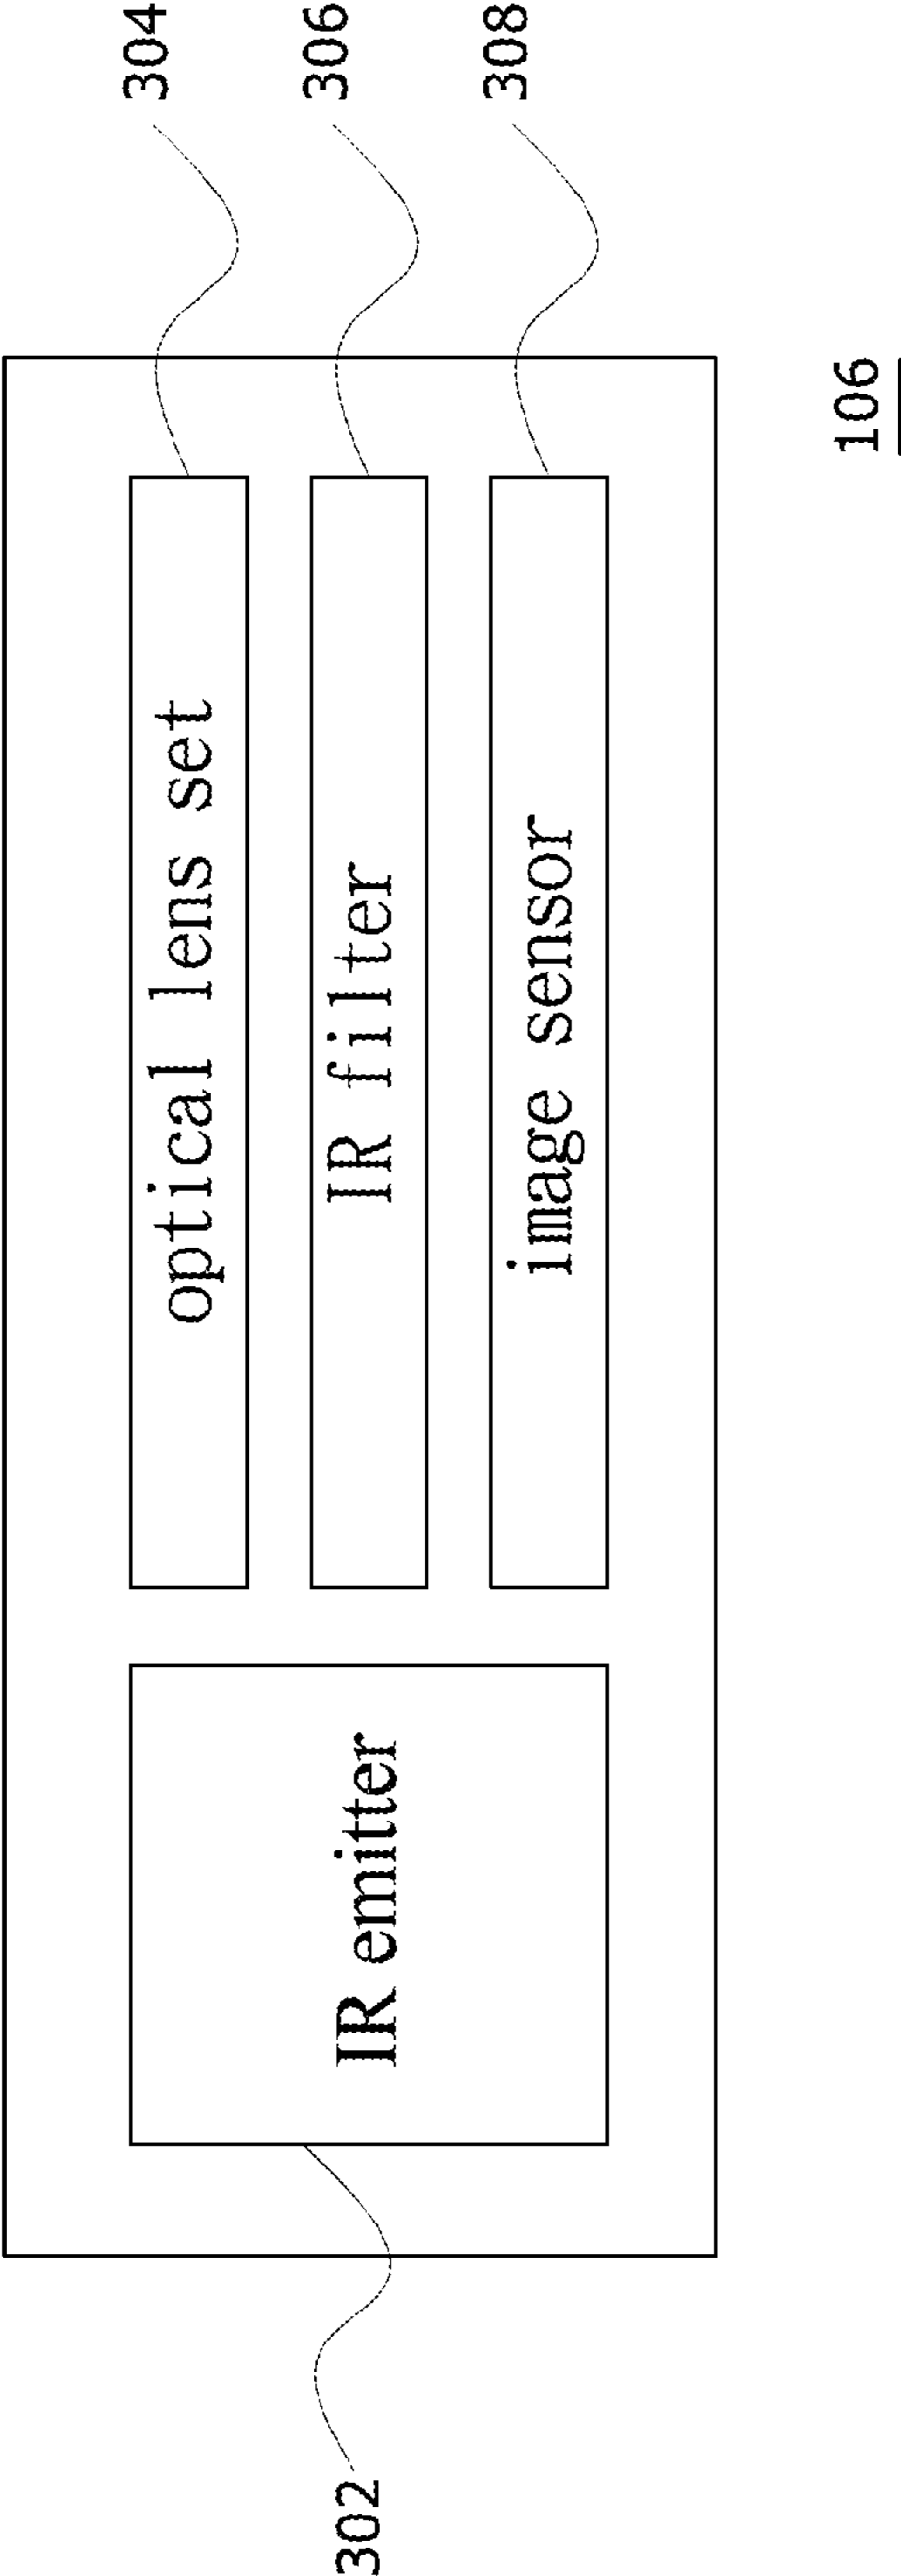 304
optical lens set
306
IR filter
302
IR emitter
308
image sensor
106